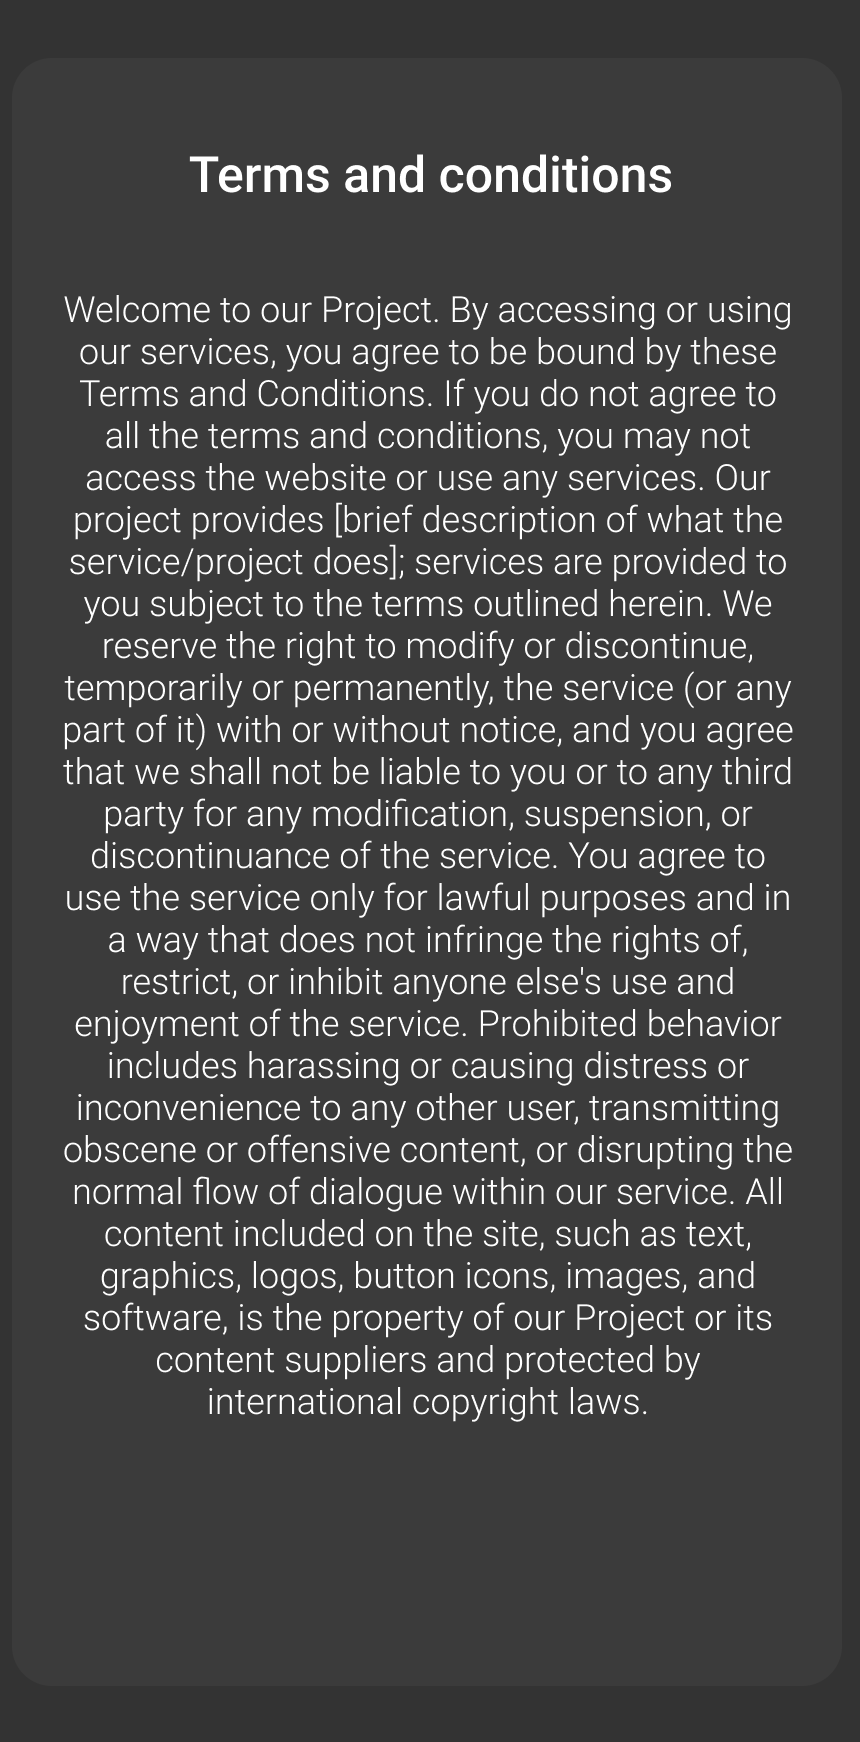 Terms and conditions
Welcome to our Project. By accessing or using
our services, you agree to be bound by these
Terms and Conditions. If you do not agree to
all the terms and conditions, you may not
access the website or use any services. Our
project provides [brief description of what the
service/project does]; services are provided to
you subject to the terms outlined herein. We
reserve the right to modify or discontinue,
temporarily or permanently, the service (or any
part of it) with or without notice, and you agree
that we shall not be liable to you or to any third
party for any modification, suspension, or
discontinuance of the service. You agree to
use the service only for lawful purposes and in
a way that does not infringe the rights of,
restrict, or inhibit anyone else's use and
enjoyment of the service. Prohibited behavior
includes harassing or causing distress or
inconvenience to any other user, transmitting
obscene or offensive content, or disrupting the
normal flow of dialogue within our service. All
content included on the site, such as text,
graphics, logos, button icons, images, and
software, is the property of our Project or its
content suppliers and protected by
international copyright laws.